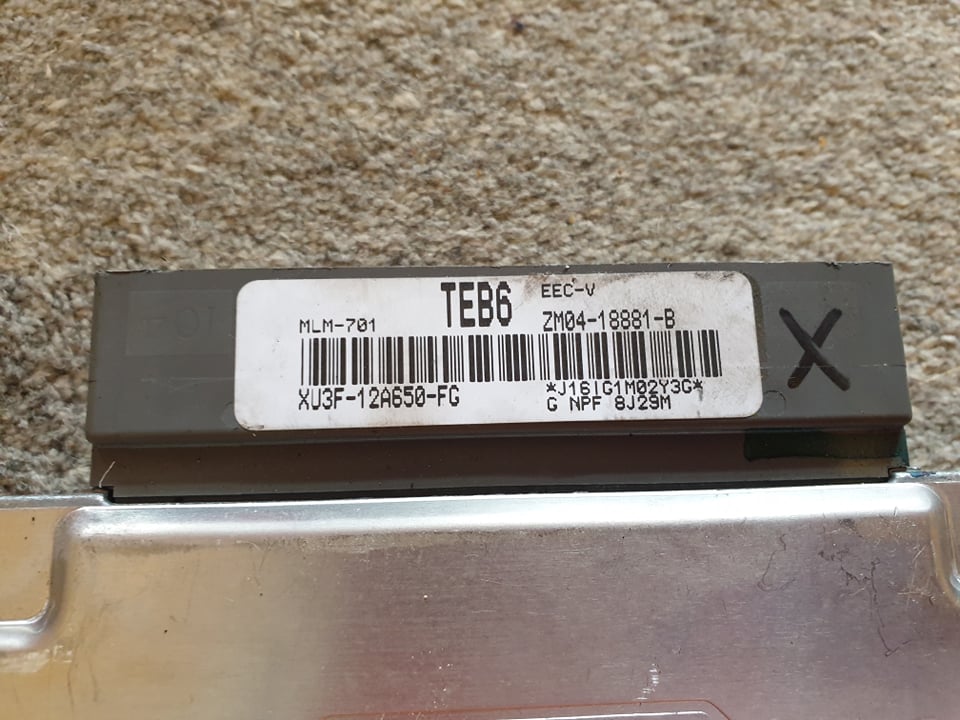 TEB6 EEC-V
MLM-701 ZM04-18881-B
*J16IG1M02Y3G*
XU3F-12A650-FG G NPF 8J29M
X